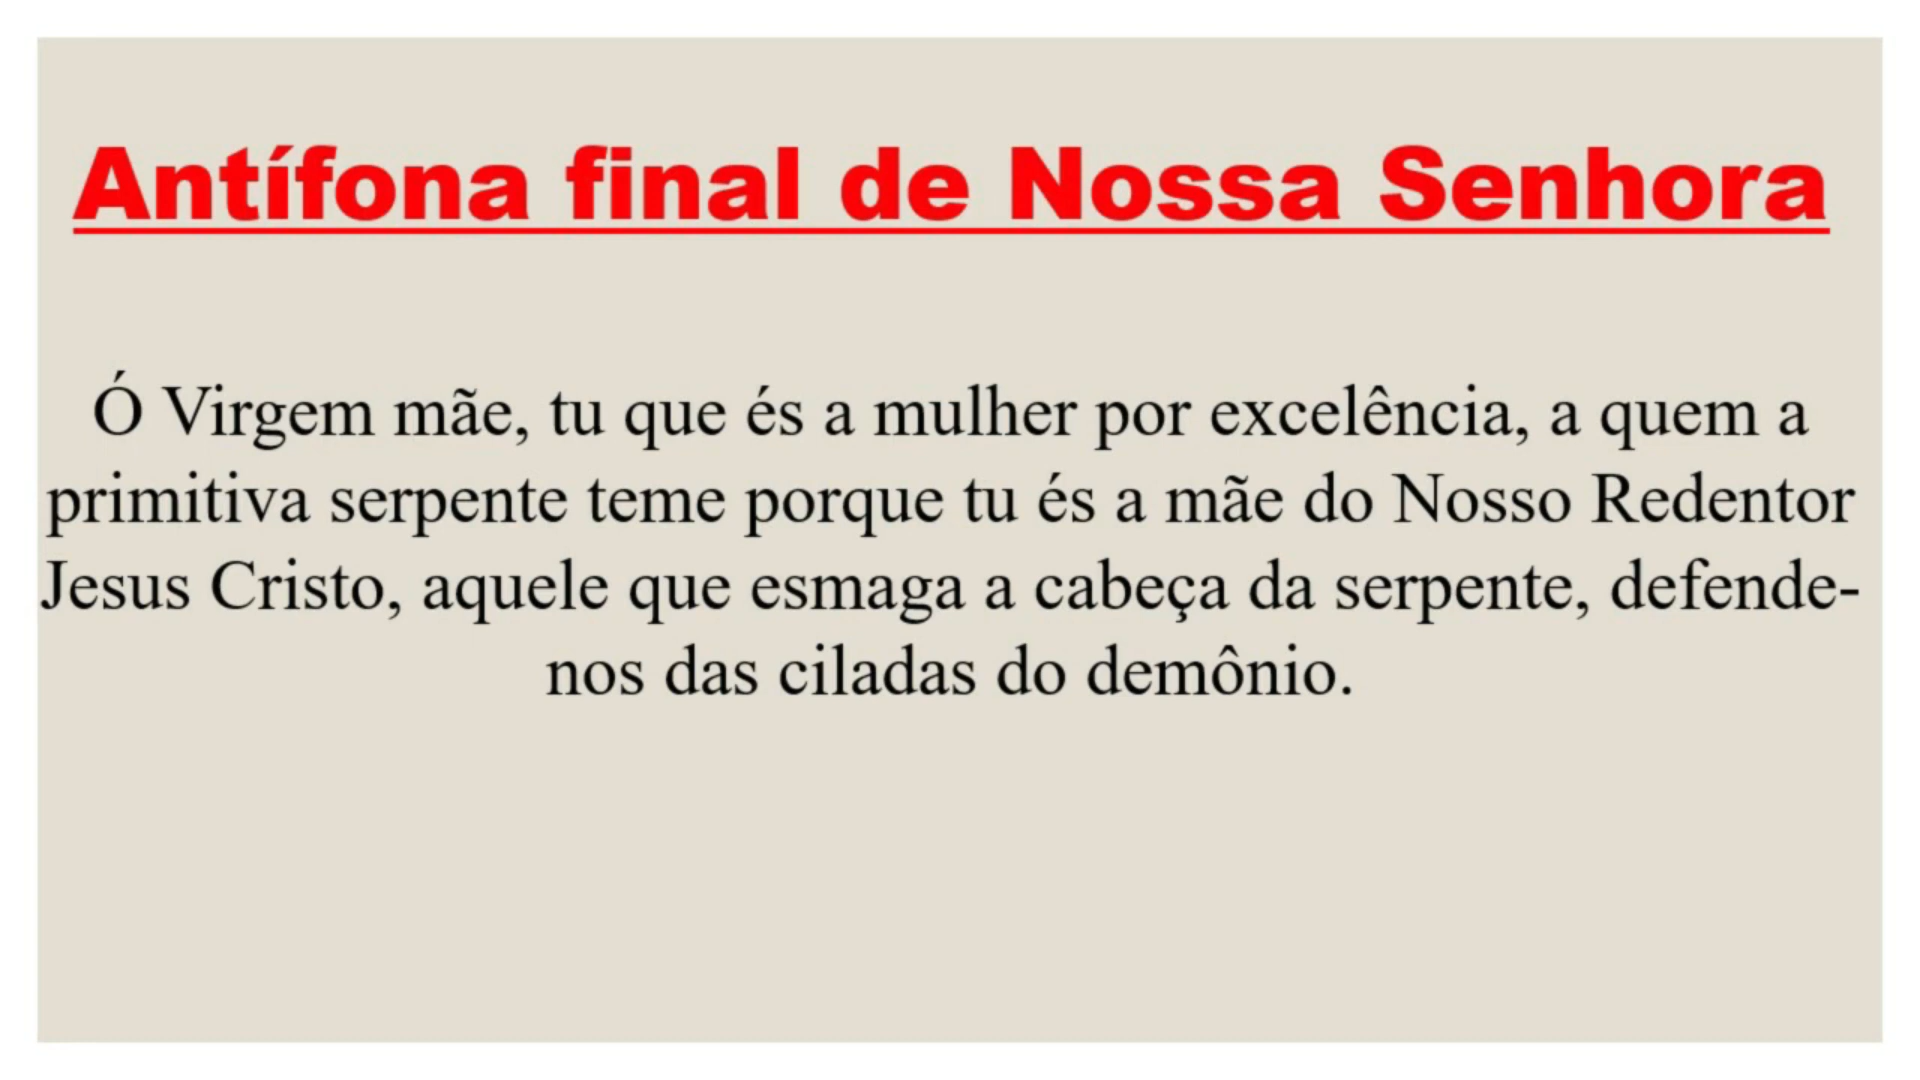 Antífona final de Nossa Senhora
Ó Virgem mãe, tu que és a mulher por excelência, a quem a
primitiva serpente teme porque tu és a mãe do Nosso Redentor
Jesus Cristo, aquele que esmaga a cabeça da serpente, defende-
nos das ciladas do demônio.